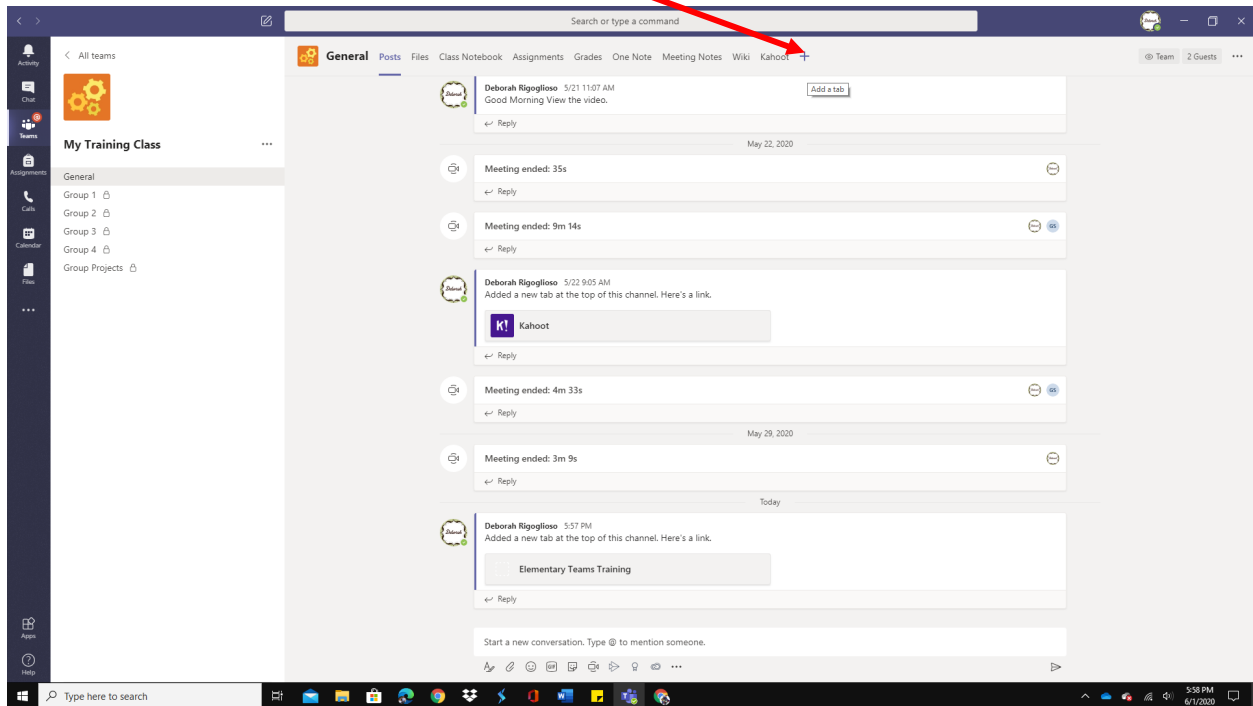 Search or type a command
Activity
Chat
Teams
Assignments
Calls
Calendar
Files
Apps
Help
All teams
My Training Class
General
Group 1
Group 2
Group 3
Group 4
Group Projects
General Posts Files Class Notebook Assignments Grades One Note Meeting Notes Wiki Kahoot +
Team 2 Guests
Add a tab
Deborah Rigoglioso 5/21 11:07 AM
Good Morning View the video.
Reply
May 22, 2020
Meeting ended: 35s
Reply
Meeting ended: 9m 14s
GS
Reply
Deborah Rigoglioso 5/22 9:05 AM
Added a new tab at the top of this channel. Here's a link.
K! Kahoot
Reply
Meeting ended: 4m 33s
GS
Reply
May 29, 2020
Meeting ended: 3m 9s
Reply
Today
Deborah Rigoglioso 5:57 PM
Added a new tab at the top of this channel. Here's a link.
Elementary Teams Training
Reply
Start a new conversation. Type @ to mention someone.
GIF
Type here to search
5:58 PM
6/1/2020